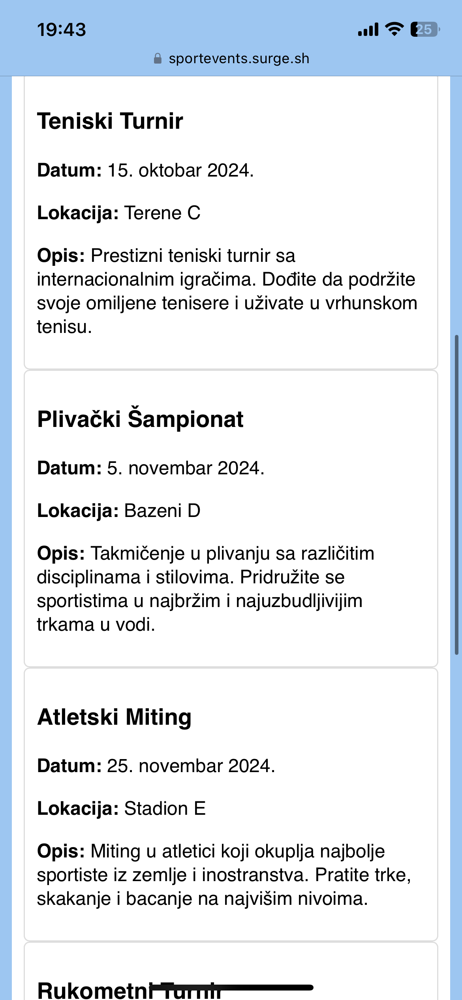 19:43
25
sportevents.surge.sh
Teniski Turnir
Datum: 15. oktobar 2024.
Lokacija: Terene C
Opis: Prestizni teniski turnir sa
internacionalnim igračima. Dođite da podržite
svoje omiljene tenisere i uživate u vrhunskom
tenisu.
Plivački Šampionat
Datum: 5. novembar 2024.
Lokacija: Bazeni D
Opis: Takmičenje u plivanju sa različitim
disciplinama i stilovima. Pridružite se
sportistima u najbržim i najuzbudljivijim
trkama u vodi.
Atletski Miting
Datum: 25. novembar 2024.
Lokacija: Stadion E
Opis: Miting u atletici koji okuplja najbolje
sportiste iz zemlje i inostranstva. Pratite trke,
skakanje i bacanje na najvišim nivoima.
Rukometni Turnir